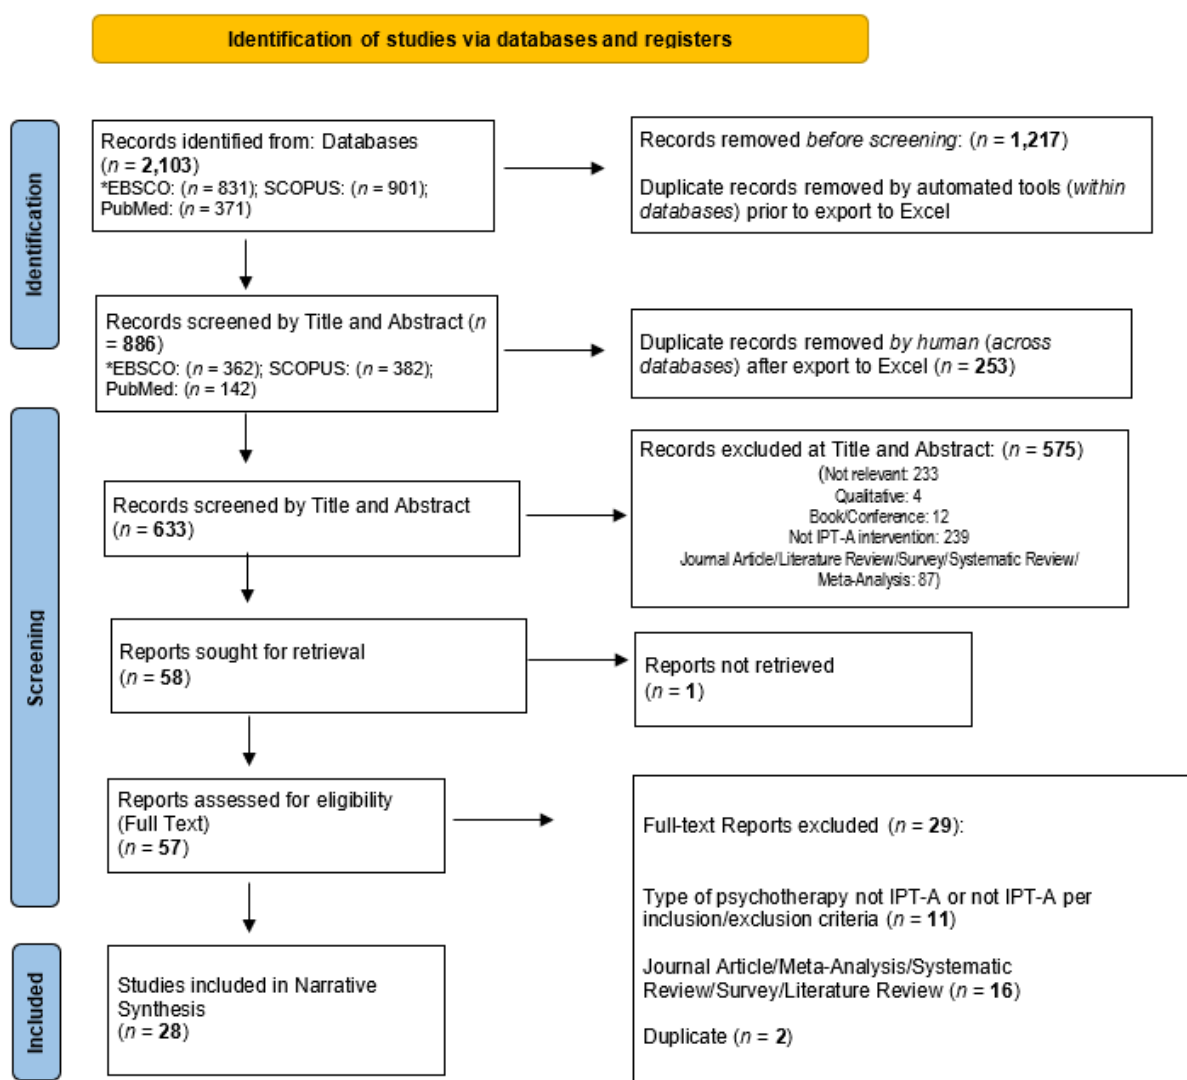 Identification of studies via databases and registers
Identification
Records identified from: Databases
(n = 2,103)
*EBSCO: (n = 831); SCOPUS: (n = 901);
PubMed: (n = 371)
Records removed before screening: (n = 1,217)
Duplicate records removed by automated tools (within
databases) prior to export to Excel
Records screened by Title and Abstract (n
= 886)
*EBSCO: (n = 362); SCOPUS: (n = 382);
PubMed: (n = 142)
Duplicate records removed by human (across
databases) after export to Excel (n = 253)
Screening
Records screened by Title and Abstract
(n = 633)
Records excluded at Title and Abstract: (n = 575)
(Not relevant: 233
Qualitative: 4
Book/Conference: 12
Not IPT-A intervention: 239
Journal Article/Literature Review/Survey/Systematic Review/
Meta-Analysis: 87)
Reports sought for retrieval
(n = 58)
Reports not retrieved
(n = 1)
Reports assessed for eligibility
(Full Text)
(n = 57)
Full-text Reports excluded (n = 29):
Type of psychotherapy not IPT-A or not IPT-A per
inclusion/exclusion criteria (n = 11)
Journal Article/Meta-Analysis/Systematic
Review/Survey/Literature Review (n = 16)
Duplicate (n = 2)
Included
Studies included in Narrative
Synthesis
(n = 28)